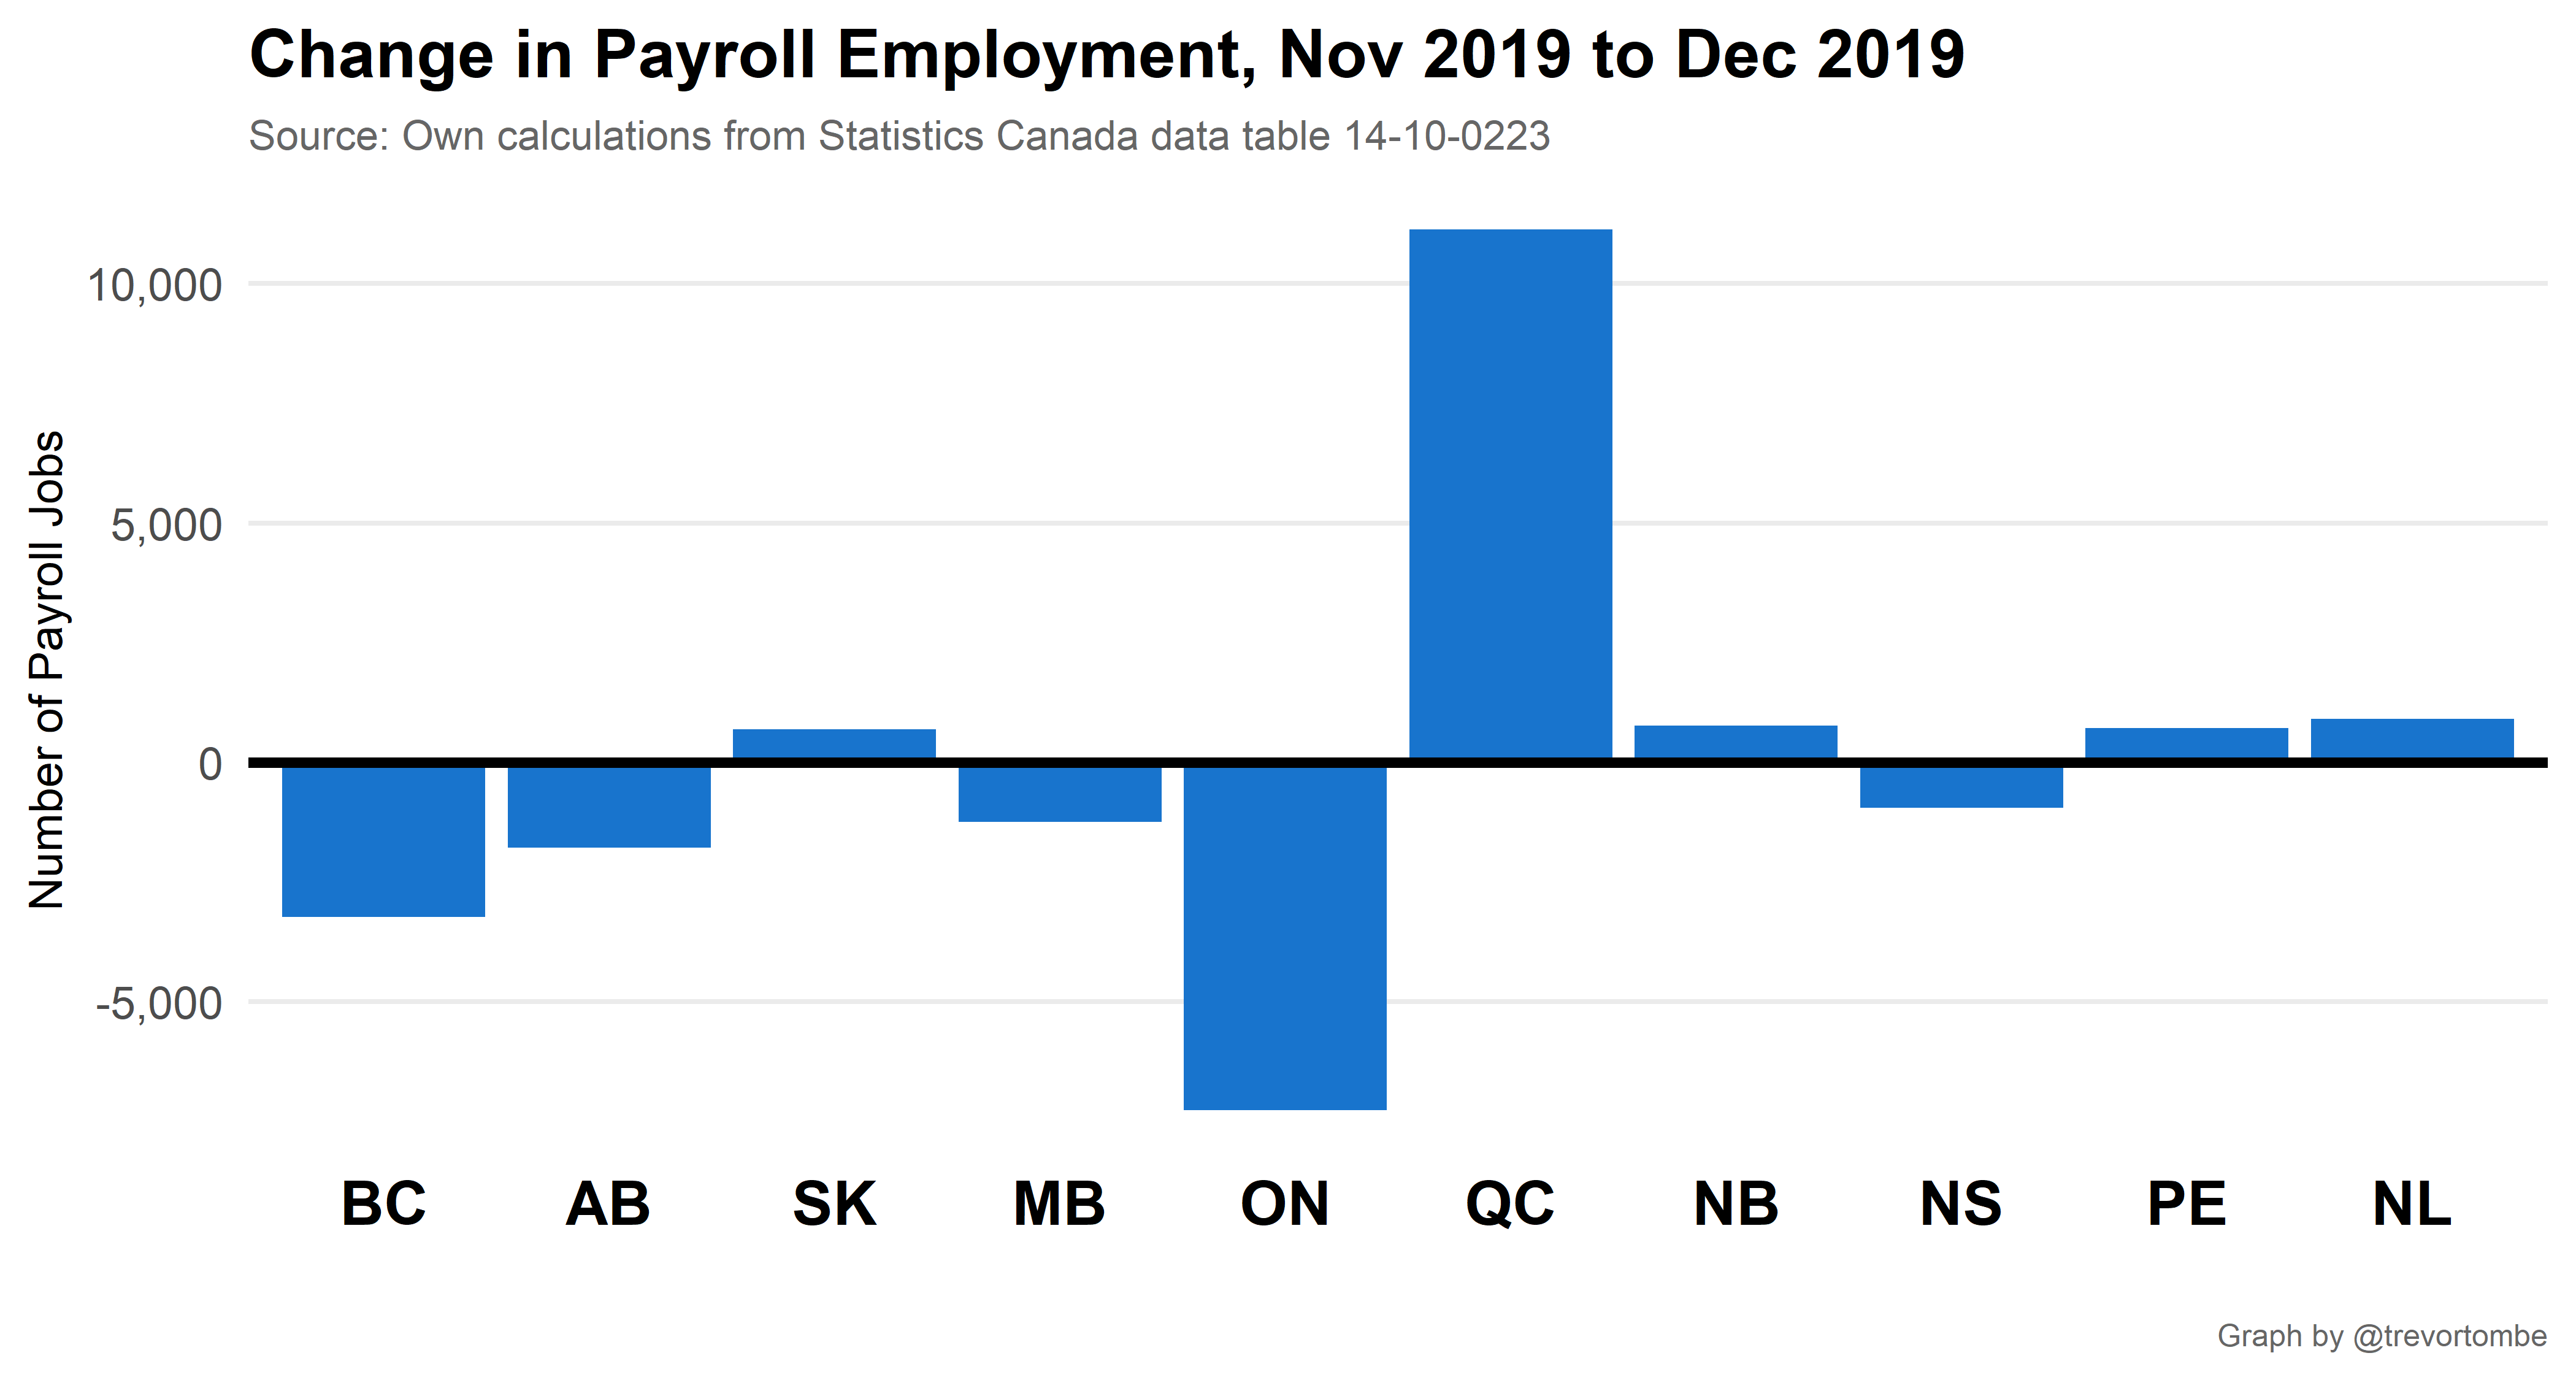 Change in Payroll Employment, Nov 2019 to Dec 2019
Source: Own calculations from Statistics Canada data table 14-10-0223
Number of Payroll Jobs
10,000
5,000
0
-5,000
BC AB SK MB ON QC NB NS PE NL
Graph by @trevortombe